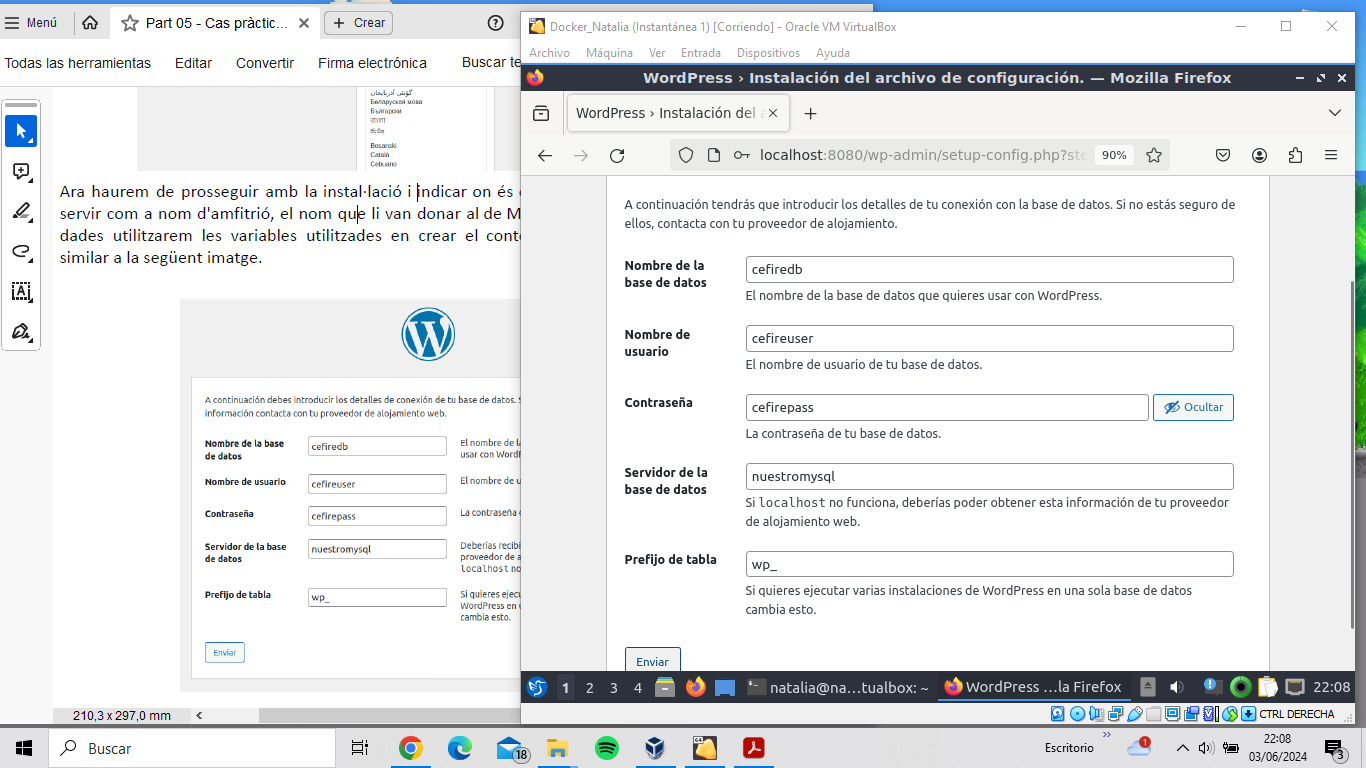 Menú
Part 05 - Cas pràctic...
Crear
Todas las herramientas
Editar
Convertir
Firma electrónica
Buscar te
گؤنئی آذربایجان
Беларуская мова
Български
বাংলা
Bosanski
Català
Cebuano
Ara haurem de prosseguir amb la instal·lació i indicar on és
servir com a nom d'amfitrió, el nom que li van donar al de M
dades utilitzarem les variables utilitzades en crear el cont
similar a la següent imatge.
A continuación debes introducir los detalles de conexión de tu base de datos. S
información contacta con tu proveedor de alojamiento web.
Nombre de la base
de datos
cefiredb
El nombre de la
usar con WordP
Nombre de usuario
cefireuser
El nombre de u
Contraseña
cefirepass
La contraseña
Servidor de la base
de datos
nuestromysql
Deberías recibi
proveedor de a
localhost no
Prefijo de tabla
wp_
Si quieres ejecu
WordPress en u
cambia esto.
Enviar
210,3 x 297,0 mm
Docker_Natalia (Instantánea 1) [Corriendo] - Oracle VM VirtualBox
Archivo
Máquina
Ver
Entrada
Dispositivos
Ayuda
WordPress › Instalación del archivo de configuración. — Mozilla Firefox
WordPress › Instalación del a
localhost:8080/wp-admin/setup-config.php?ste
90%
A continuación tendrás que introducir los detalles de tu conexión con la base de datos. Si no estás seguro de
ellos, contacta con tu proveedor de alojamiento.
Nombre de la
base de datos
cefiredb
El nombre de la base de datos que quieres usar con WordPress.
Nombre de
usuario
cefireuser
El nombre de usuario de tu base de datos.
Contraseña
cefirepass
Ocultar
La contraseña de tu base de datos.
Servidor de la
base de datos
nuestromysql
Si localhost no funciona, deberías poder obtener esta información de tu proveedor
de alojamiento web.
Prefijo de tabla
wp_
Si quieres ejecutar varias instalaciones de WordPress en una sola base de datos
cambia esto.
Enviar
1
2
3
4
natalia@na...tualbox: ~
WordPress ...la Firefox
22:08
CTRL DERECHA
Buscar
18
64
Escritorio
1
22:08
03/06/2024
3